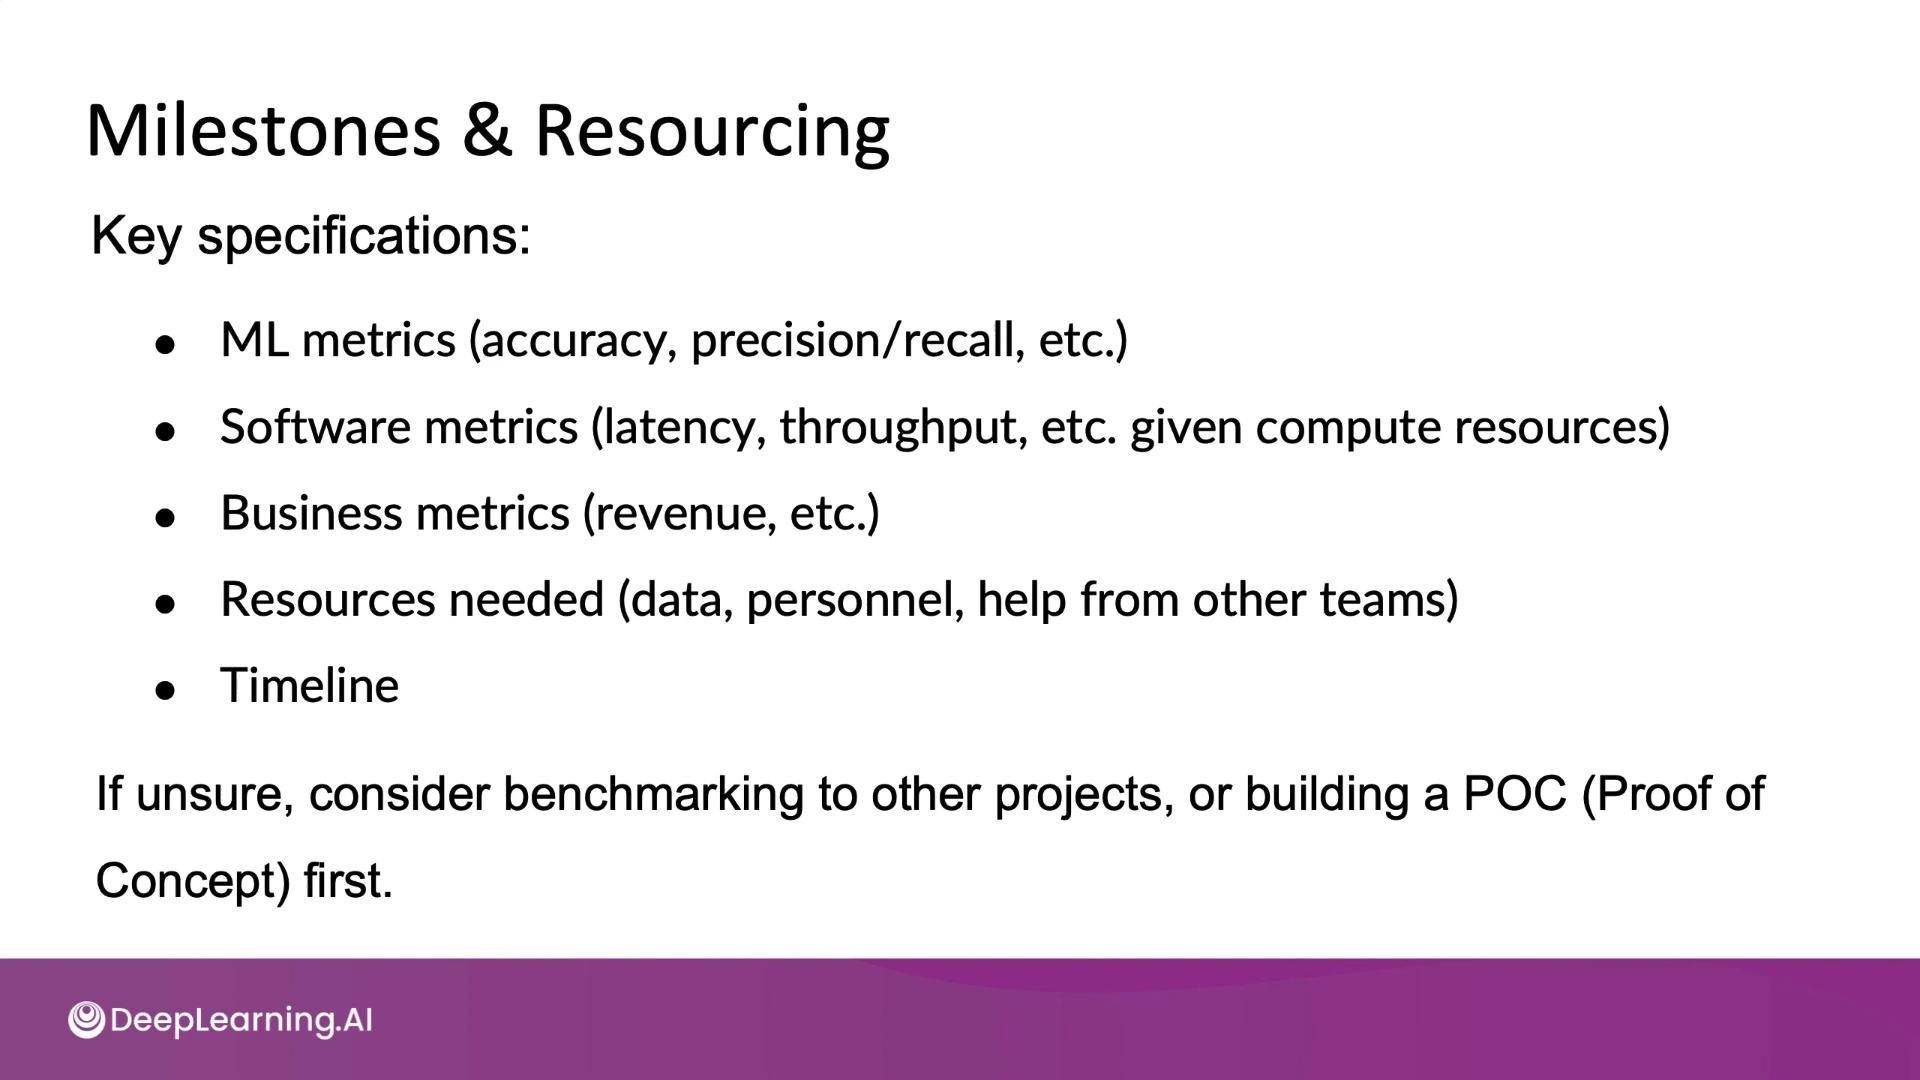 Milestones & Resourcing
Key specifications:
● ML metrics (accuracy, precision/recall, etc.)
● Software metrics (latency, throughput, etc. given compute resources)
● Business metrics (revenue, etc.)
● Resources needed (data, personnel, help from other teams)
● Timeline
If unsure, consider benchmarking to other projects, or building a POC (Proof of
Concept) first.
DeepLearning.AI